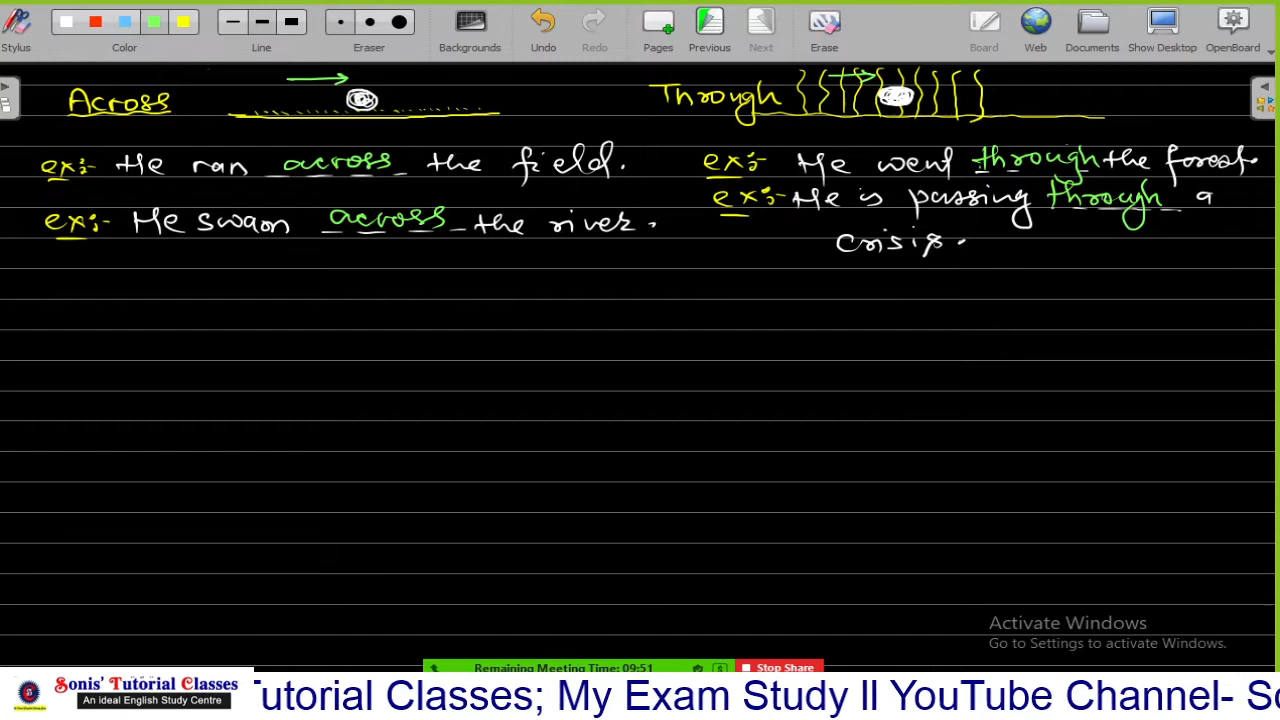 Stylus
Color
Line
Eraser
Backgrounds
Undo
Redo
Pages
Previous
Next
Erase
Board
Web
Documents
Show Desktop
OpenBoard
Across
ex:- He ran across the field.
ex:- He swam across the river.
Through
ex:- He went through the forest.
ex:- He is passing through a
crisis.
Activate Windows
Go to Settings to activate Windows.
Remaining Meeting Time: 09:51
Stop Share
Sonis' Tutorial Classes
An ideal English Study Centre
Tutorial Classes; My Exam Study ll YouTube Channel- So